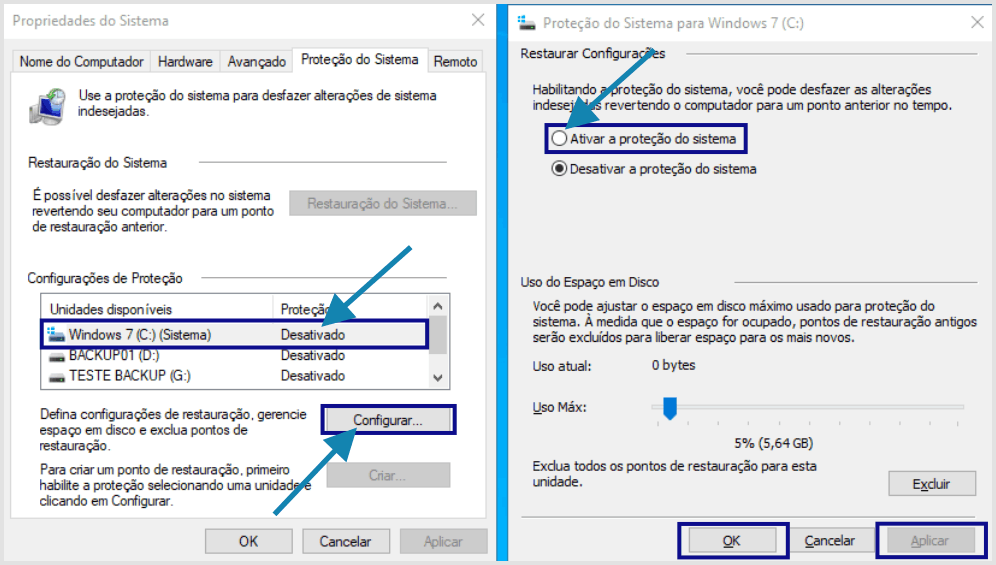 Propriedades do Sistema
Nome do Computador
Hardware
Avançado
Proteção do Sistema
Remoto
Use a proteção do sistema para desfazer alterações de sistema
indesejadas.
Restauração do Sistema
É possível desfazer alterações no sistema
revertendo seu computador para um ponto
de restauração anterior.
Restauração do Sistema...
Configurações de Proteção
Unidades disponíveis
Proteção
Windows 7 (C:) (Sistema)
Desativado
BACKUP01 (D:)
Desativado
TESTE BACKUP (G:)
Desativado
Defina configurações de restauração, gerencie
espaço em disco e exclua pontos de
restauração.
Configurar...
Para criar um ponto de restauração, primeiro
habilite a proteção selecionando uma unidade e
clicando em Configurar.
Criar...
OK
Cancelar
Aplicar
Proteção do Sistema para Windows 7 (C:)
Restaurar Configurações
Habilitando a proteção do sistema, você pode desfazer as alterações
indesejadas revertendo o computador para um ponto anterior no tempo.
Ativar a proteção do sistema
Desativar a proteção do sistema
Uso do Espaço em Disco
Você pode ajustar o espaço em disco máximo usado para proteção do
sistema. À medida que o espaço for ocupado, pontos de restauração antigos
serão excluídos para liberar espaço para os mais novos.
Uso atual:
0 bytes
Uso Máx:
5% (5,64 GB)
Exclua todos os pontos de restauração para esta
unidade.
Excluir
OK
Cancelar
Aplicar